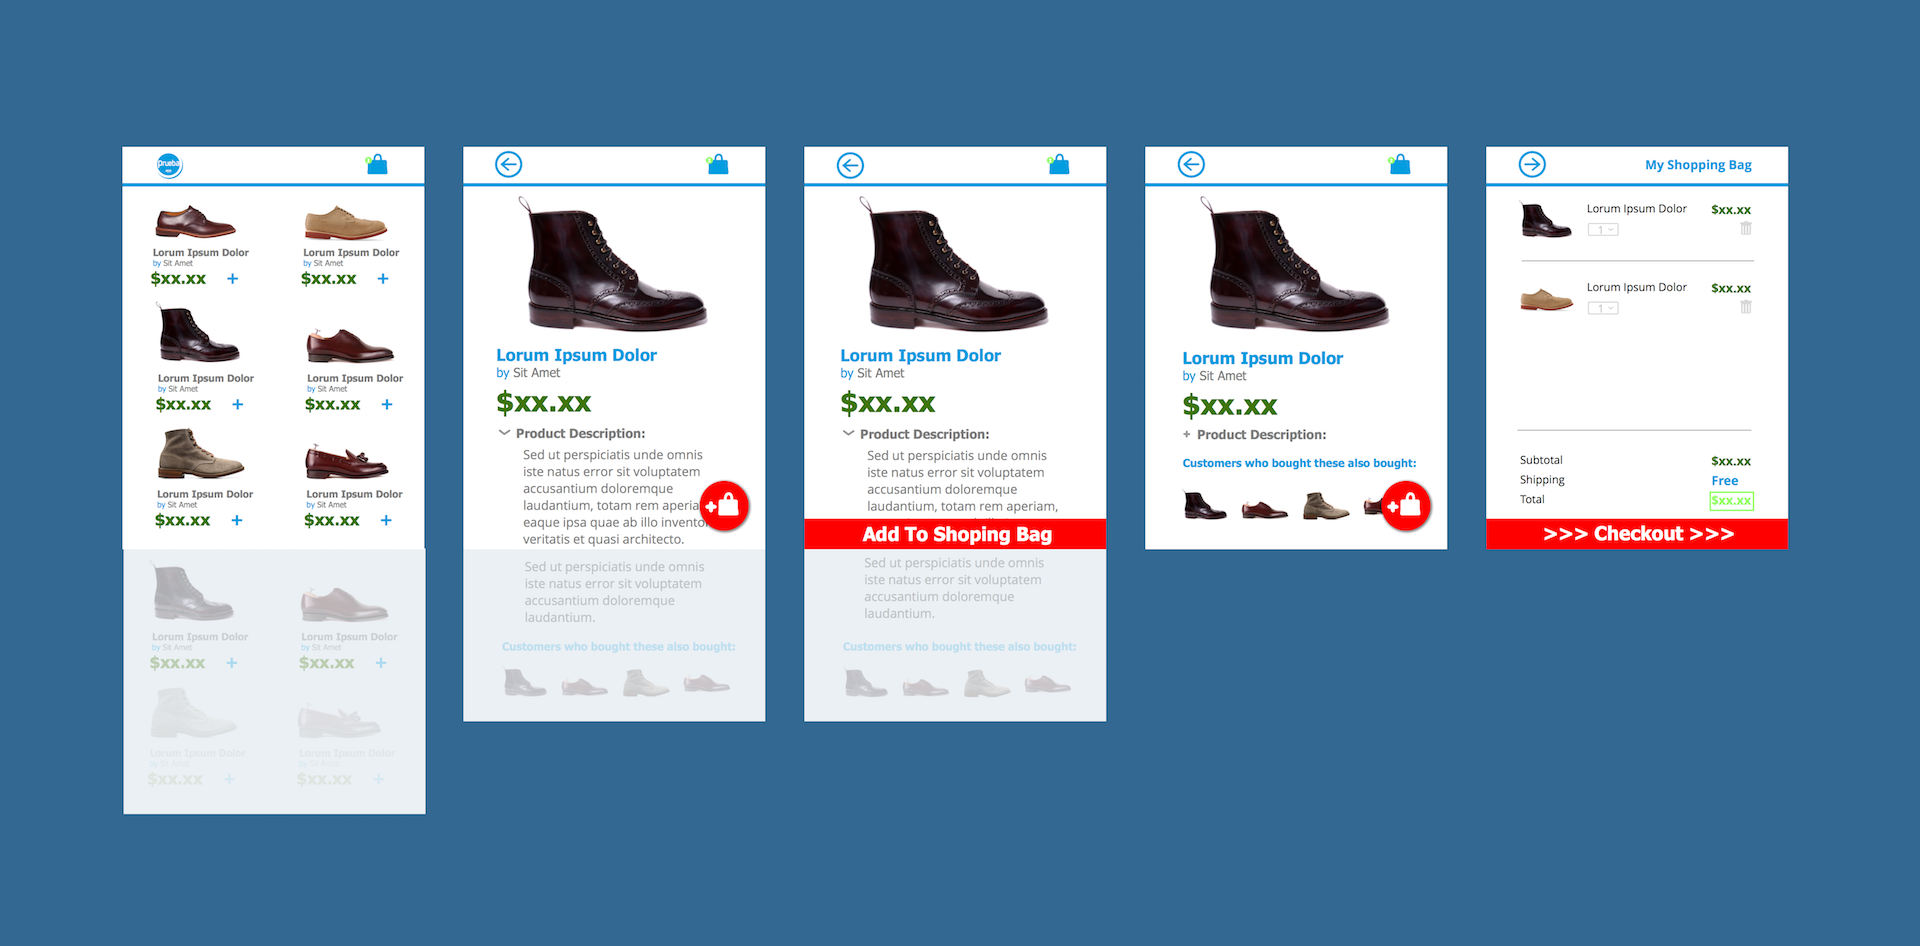 prueba
Lorum Ipsum Dolor
by Sit Amet
$xx.xx +
Lorum Ipsum Dolor
by Sit Amet
$xx.xx +
Lorum Ipsum Dolor
by Sit Amet
$xx.xx +
Lorum Ipsum Dolor
by Sit Amet
$xx.xx +
Lorum Ipsum Dolor
by Sit Amet
$xx.xx +
Lorum Ipsum Dolor
by Sit Amet
$xx.xx +
Lorum Ipsum Dolor
by Sit Amet
$xx.xx +
Lorum Ipsum Dolor
by Sit Amet
$xx.xx +
Lorum Ipsum Dolor
by Sit Amet
$xx.xx +
Lorum Ipsum Dolor
by Sit Amet
$xx.xx +
Lorum Ipsum Dolor
by Sit Amet
$xx.xx
Product Description:
Sed ut perspiciatis unde omnis
iste natus error sit voluptatem
accusantium doloremque
laudantium, totam rem aperia
eaque ipsa quae ab illo invento
veritatis et quasi architecto.
Sed ut perspiciatis unde omnis
iste natus error sit voluptatem
accusantium doloremque
laudantium.
Customers who bought these also bought:
Lorum Ipsum Dolor
by Sit Amet
$xx.xx
Product Description:
Sed ut perspiciatis unde omnis
iste natus error sit voluptatem
accusantium doloremque
laudantium, totam rem aperiam,
Add To Shoping Bag
Sed ut perspiciatis unde omnis
iste natus error sit voluptatem
accusantium doloremque
laudantium.
Customers who bought these also bought:
Lorum Ipsum Dolor
by Sit Amet
$xx.xx
+ Product Description:
Customers who bought these also bought:
My Shopping Bag
Lorum Ipsum Dolor $xx.xx
1
Lorum Ipsum Dolor $xx.xx
1
Subtotal $xx.xx
Shipping Free
Total $xx.xx
>>> Checkout >>>